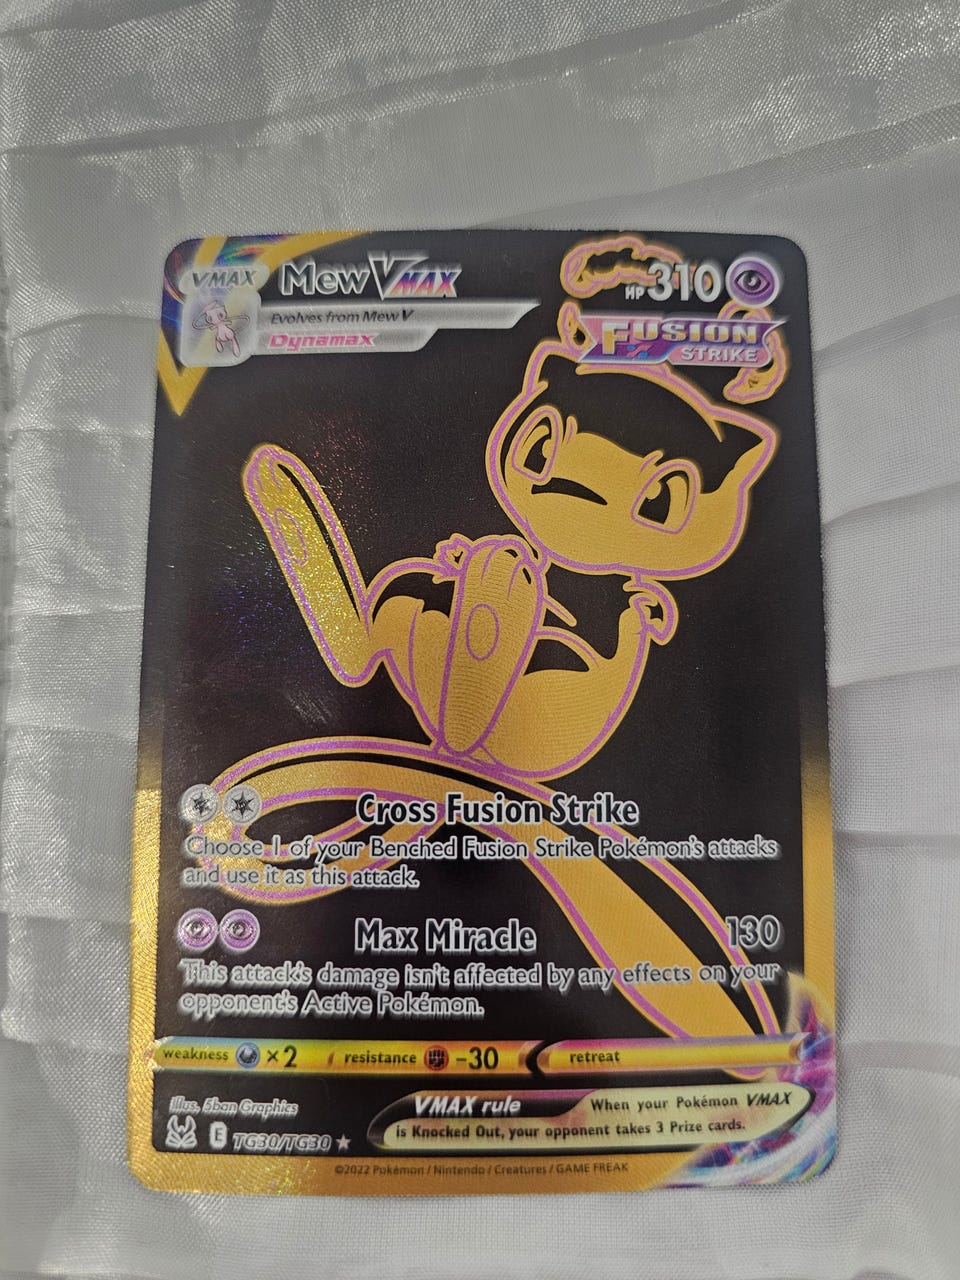 VMAX
Mew VMAX
HP 310
Evolves from Mew V
Dynamax
FUSION
STRIKE
Cross Fusion Strike
Choose 1 of your Benched Fusion Strike Pokémon's attacks
and use it as this attack.
Max Miracle 130
This attack's damage isn't affected by any effects on your
opponent's Active Pokémon.
weakness ×2 resistance -30 retreat
Illus. 5ban Graphics
VMAX rule When your Pokémon VMAX
is Knocked Out, your opponent takes 3 Prize cards.
E TG30/TG30 ★
©2022 Pokémon / Nintendo / Creatures / GAME FREAK